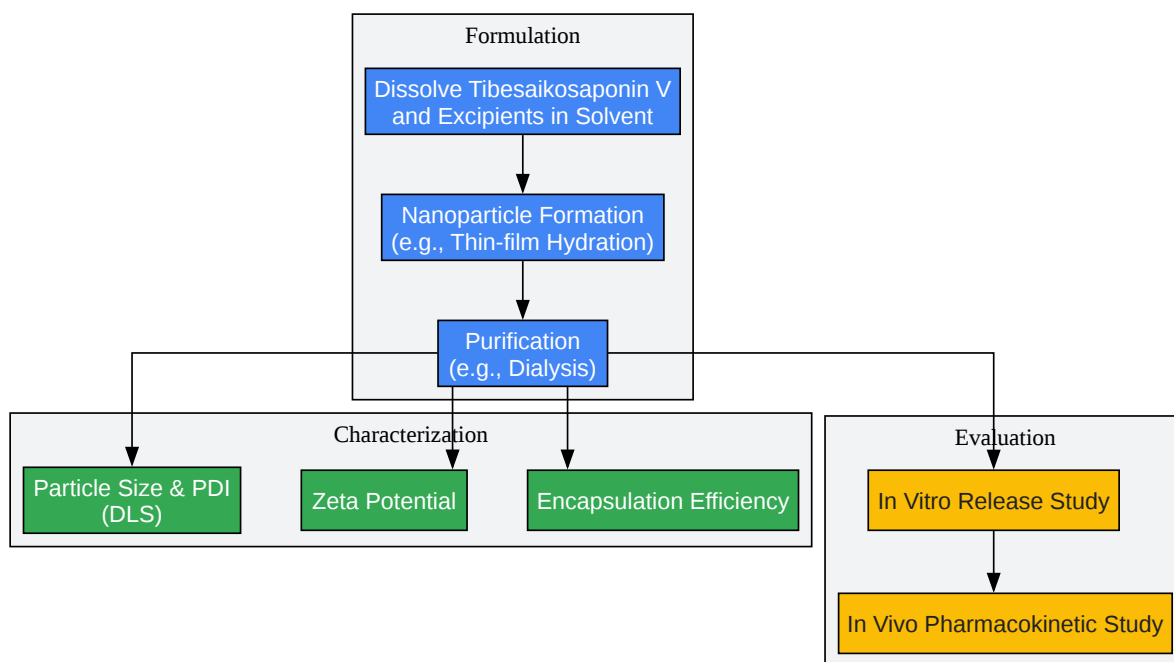 Formulation
Dissolve Tibesaikosaponin V
and Excipients in Solvent
Nanoparticle Formation
(e.g., Thin-film Hydration)
Purification
(e.g., Dialysis)
Characterization
Particle Size & PDI
(DLS)
Zeta Potential
Encapsulation Efficiency
Evaluation
In Vitro Release Study
In Vivo Pharmacokinetic Study